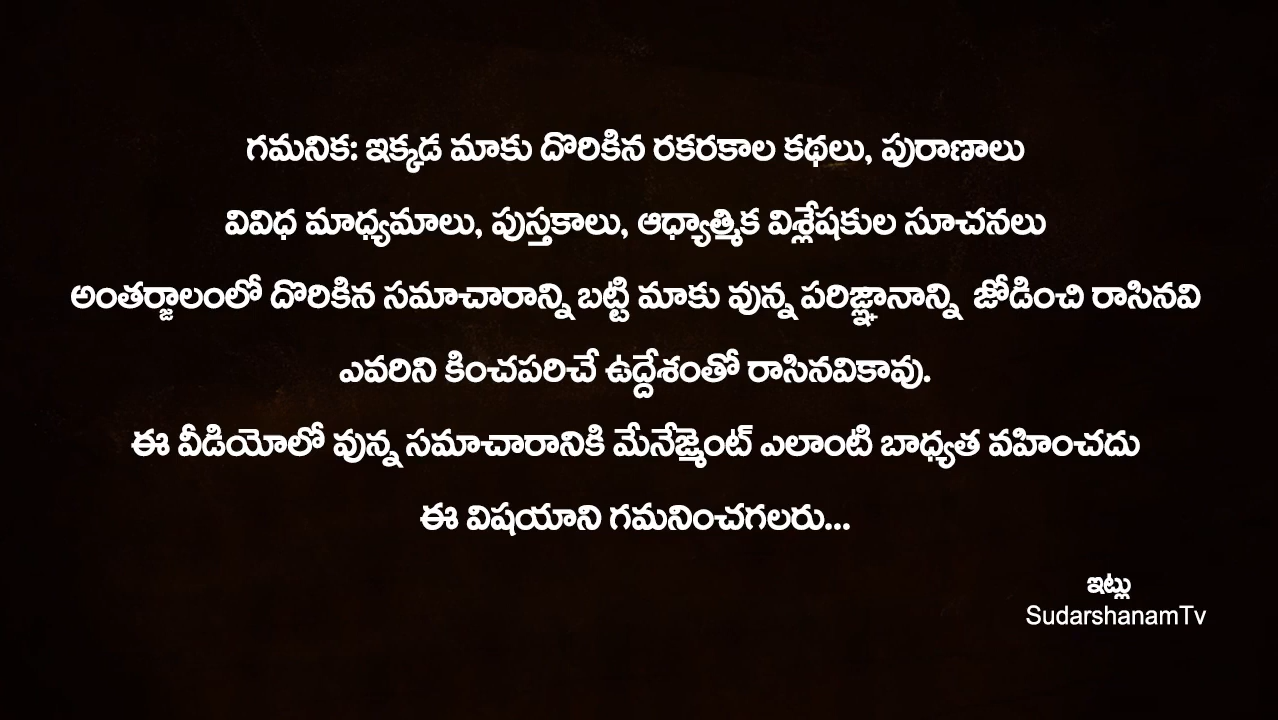 గమనిక: ఇక్కడ మాకు దొరికిన రకరకాల కథలు, పురాణాలు
వివిధ మాధ్యమాలు, పుస్తకాలు, ఆధ్యాత్మిక విశ్లేషకుల సూచనలు
అంతర్జాలంలో దొరికిన సమాచారాన్ని బట్టి మాకు వున్న పరిజ్ఞానాన్ని జోడించి రాసినవి
ఎవరిని కించపరిచే ఉద్దేశంతో రాసినవికావు.
ఈ వీడియోలో వున్న సమాచారానికి మేనేజ్మెంట్ ఎలాంటి బాధ్యత వహించదు
ఈ విషయాని గమనించగలరు...
ఇట్లు
SudarshanamTv